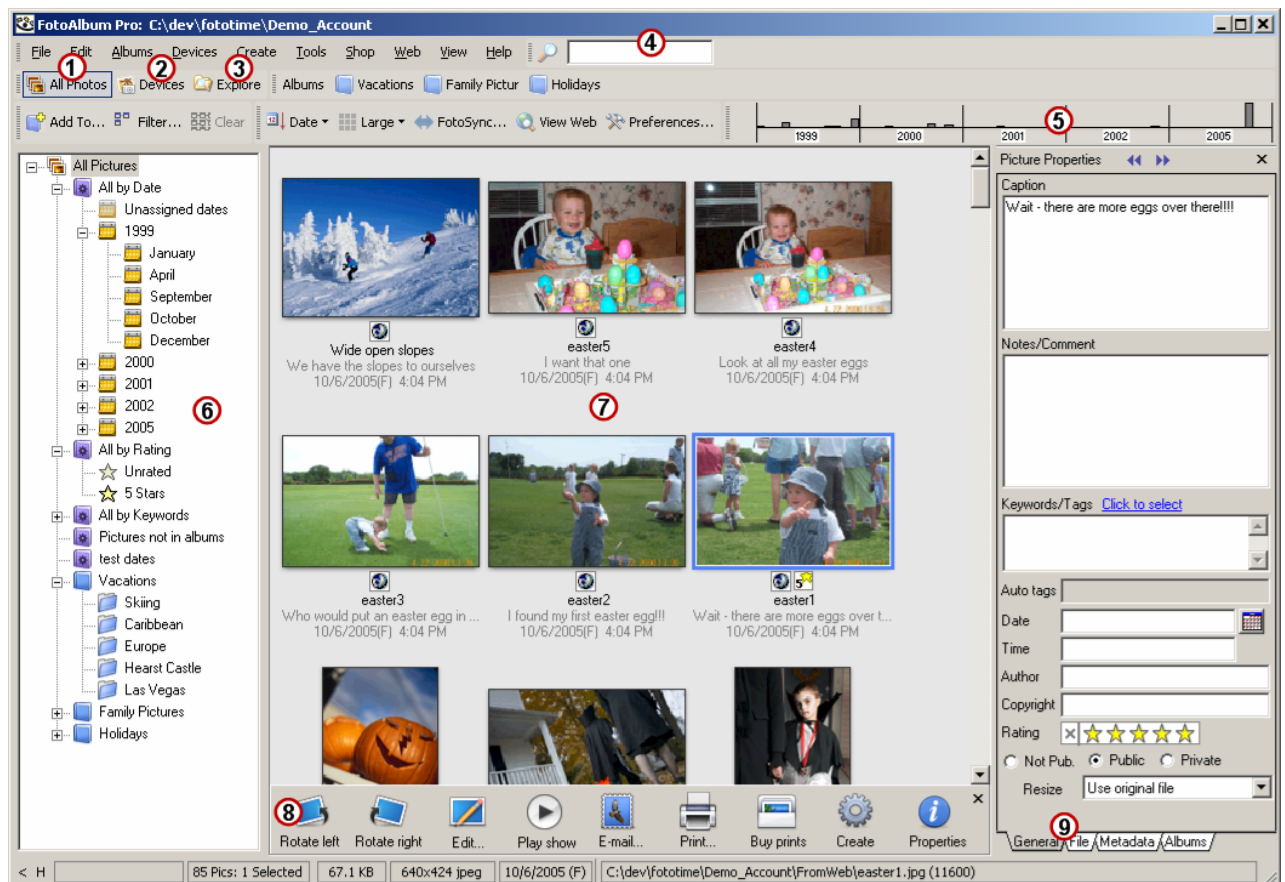 FotoAlbum Pro: C:\dev\fototime\Demo_Account
File Edit Albums Devices Create Tools Shop Web View Help
4
1 2 3
All Photos Devices Explore Albums Vacations Family Pictur Holidays
Add To... Filter... Clear Date Large FotoSync... View Web Preferences...
5
1999 2000 2001 2002 2005
All Pictures
All by Date
Unassigned dates
1999
January
April
September
October
December
2000
2001
2002
2005
6
All by Rating
Unrated
5 Stars
All by Keywords
Pictures not in albums
test dates
Vacations
Skiing
Caribbean
Europe
Hearst Castle
Las Vegas
Family Pictures
Holidays
Wide open slopes
We have the slopes to ourselves
10/6/2005(F) 4:04 PM
easter5
I want that one
10/6/2005(F) 4:04 PM
easter4
Look at all my easter eggs
10/6/2005(F) 4:04 PM
7
easter3
Who would put an easter egg in ...
10/6/2005(F) 4:04 PM
easter2
I found my first easter egg!!!
10/6/2005(F) 4:04 PM
5
easter1
Wait - there are more eggs over t...
10/6/2005(F) 4:04 PM
8
Rotate left Rotate right Edit... Play show E-mail... Print... Buy prints Create Properties
Picture Properties
Caption
Wait - there are more eggs over there!!!!
Notes/Comment
Keywords/Tags Click to select
Auto tags
Date
Time
Author
Copyright
Rating
Not Pub. Public Private
Resize Use original file
9
General File Metadata Albums
< H 85 Pics: 1 Selected 67.1 KB 640x424 jpeg 10/6/2005 (F) C:\dev\fototime\Demo_Account\FromWeb\easter1.jpg (11600)